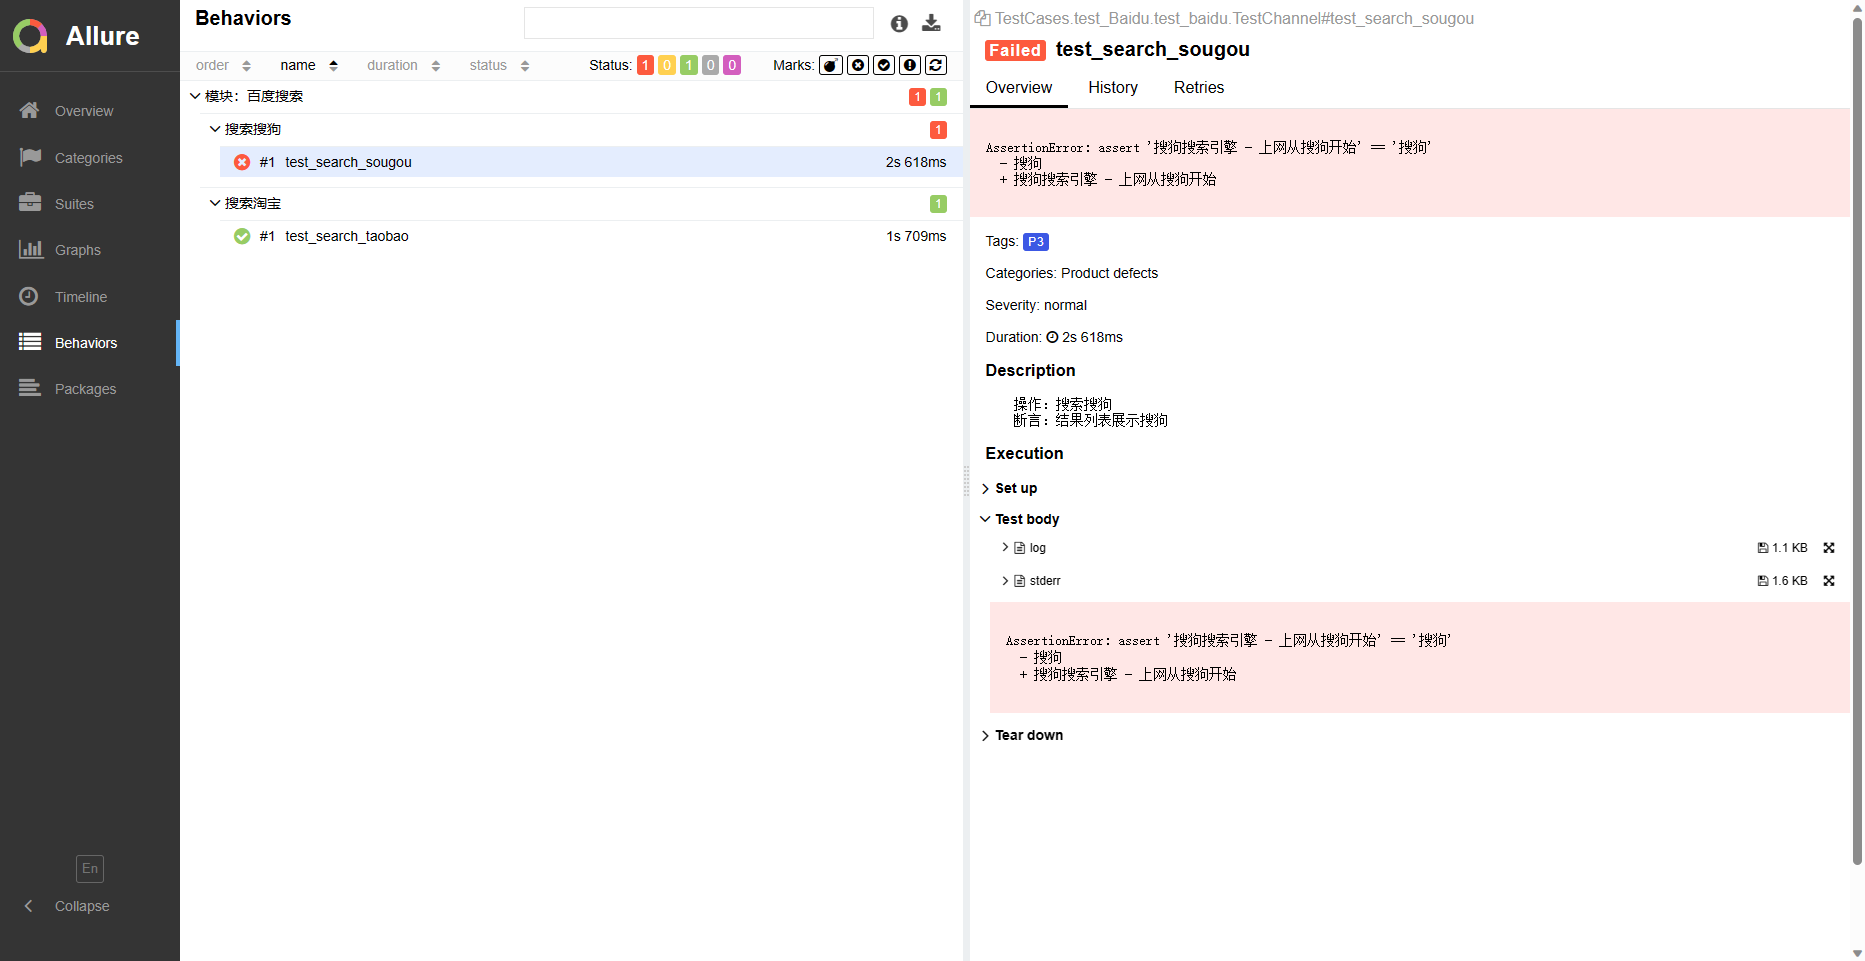 Allure
Overview
Categories
Suites
Graphs
Timeline
Behaviors
Packages
En
Collapse
Behaviors
order name duration status Status: 1 0 1 0 0 Marks:
模块：百度搜索 1 1
搜索搜狗 1
#1 test_search_sougou 2s 618ms
搜索淘宝 1
#1 test_search_taobao 1s 709ms
TestCases.test_Baidu.test_baidu.TestChannel#test_search_sougou
Failed test_search_sougou
Overview History Retries
AssertionError: assert '搜狗搜索引擎 - 上网从搜狗开始' == '搜狗'
- 搜狗
+ 搜狗搜索引擎 - 上网从搜狗开始
Tags: P3
Categories: Product defects
Severity: normal
Duration: 2s 618ms
Description
操作：搜索搜狗
断言：结果列表展示搜狗
Execution
Set up
Test body
log 1.1 KB
stderr 1.6 KB
AssertionError: assert '搜狗搜索引擎 - 上网从搜狗开始' == '搜狗'
- 搜狗
+ 搜狗搜索引擎 - 上网从搜狗开始
Tear down